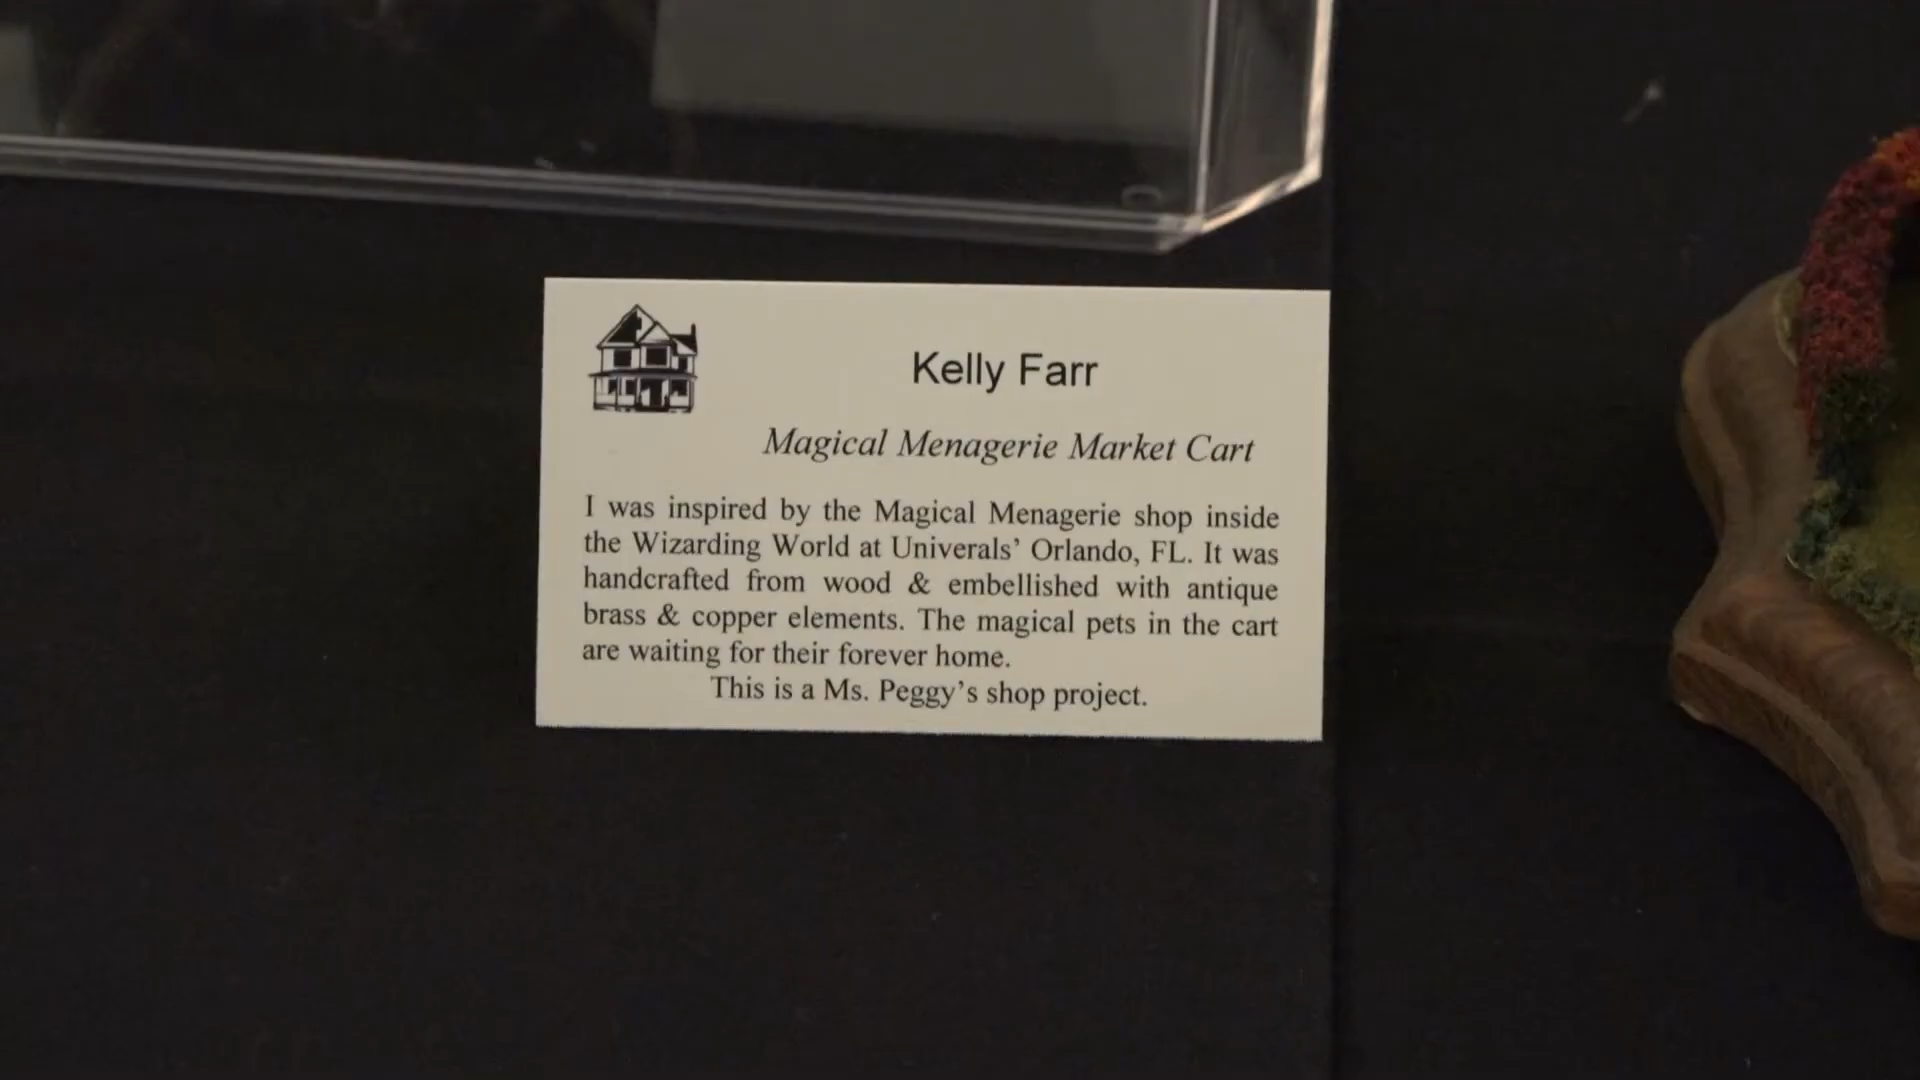 Kelly Farr
Magical Menagerie Market Cart
I was inspired by the Magical Menagerie shop inside
the Wizarding World at Univerals’ Orlando, FL. It was
handcrafted from wood & embellished with antique
brass & copper elements. The magical pets in the cart
are waiting for their forever home.
This is a Ms. Peggy’s shop project.